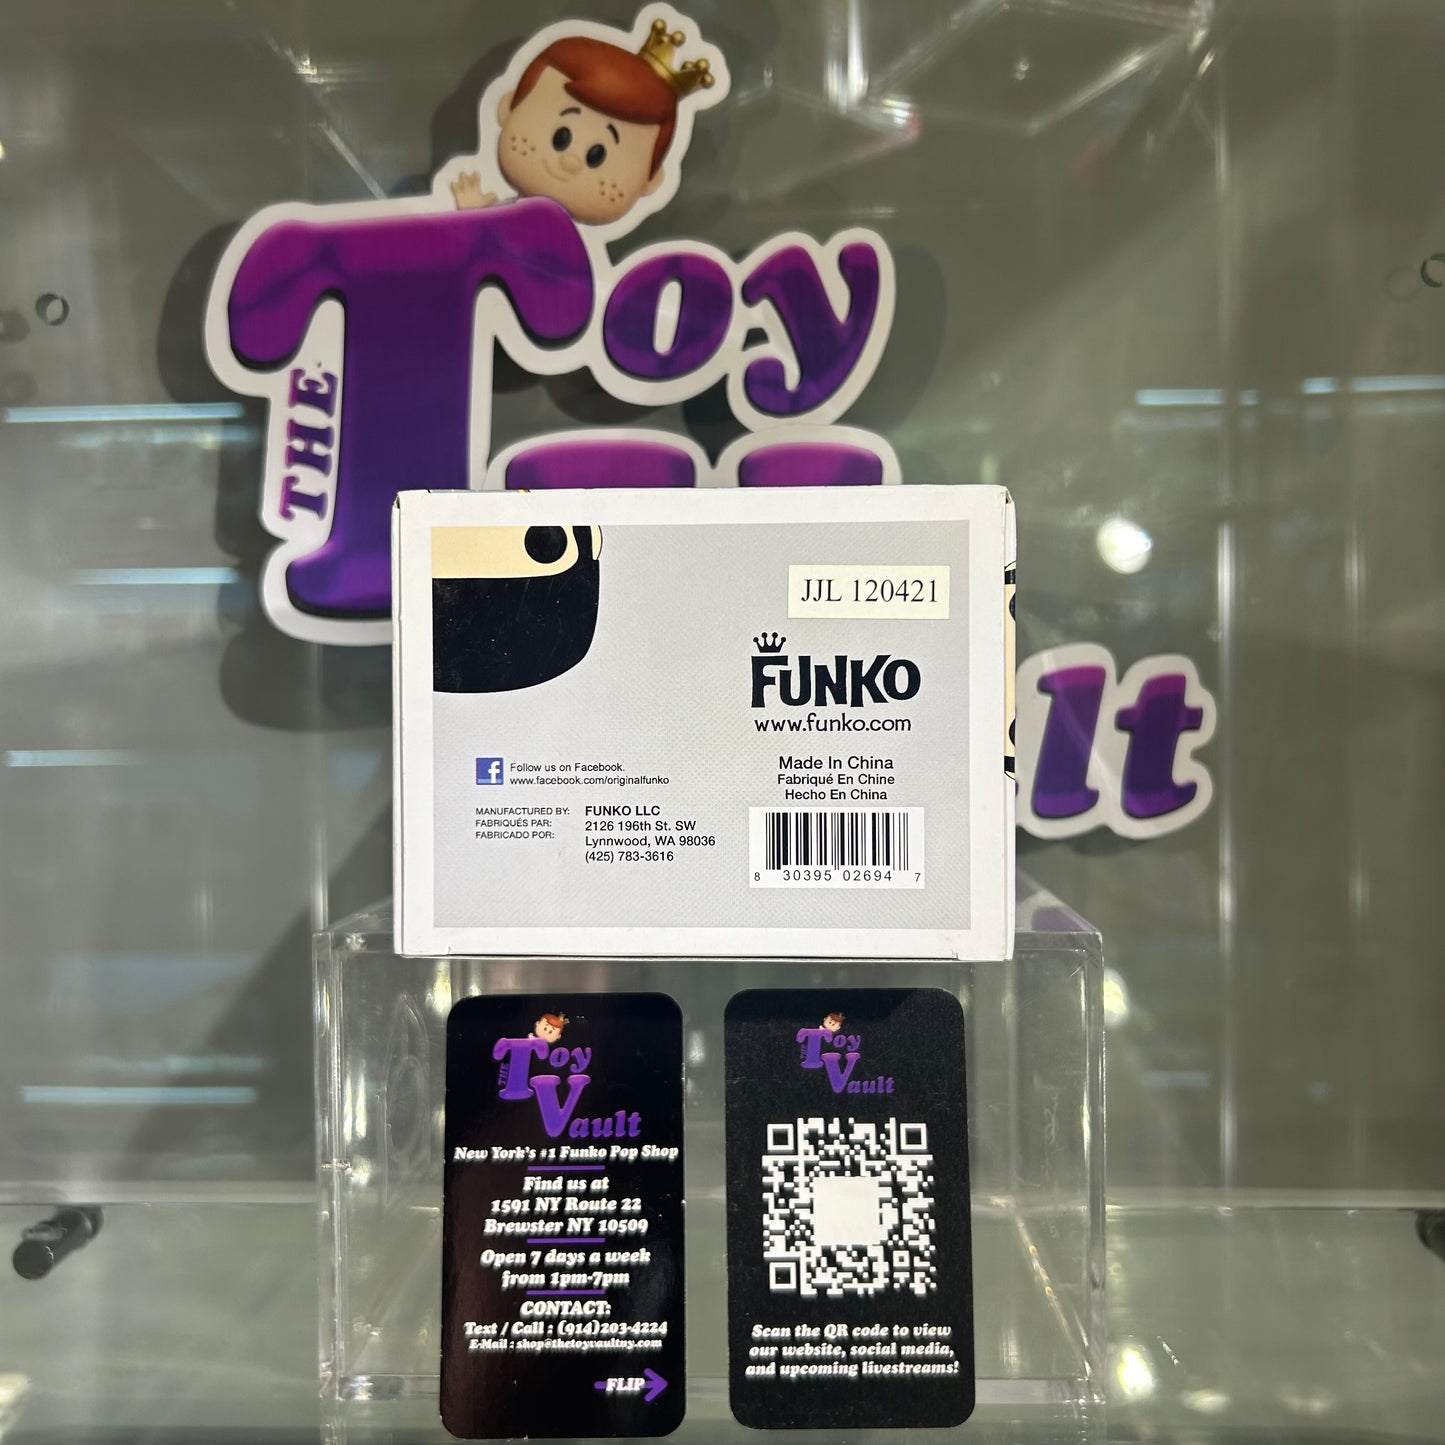 THE Toy
ult
JJL 120421
FUNKO
www.funko.com
f Follow us on Facebook.
www.facebook.com/originalfunko
Made In China
Fabriqué En Chine
Hecho En China
MANUFACTURED BY:
FABRIQUÉS PAR:
FABRICADO POR:
FUNKO LLC
2126 196th St. SW
Lynnwood, WA 98036
(425) 783-3616
8 30395 02694 7
THE Toy
Vault
New York's #1 Funko Pop Shop
Find us at
1591 NY Route 22
Brewster NY 10509
Open 7 days a week
from 1pm-7pm
CONTACT:
Text / Call : (914)203-4224
E-Mail : shop@thetoyvaultny.com
FLIP
THE Toy
Vault
Scan the QR code to view
our website, social media,
and upcoming livestreams!